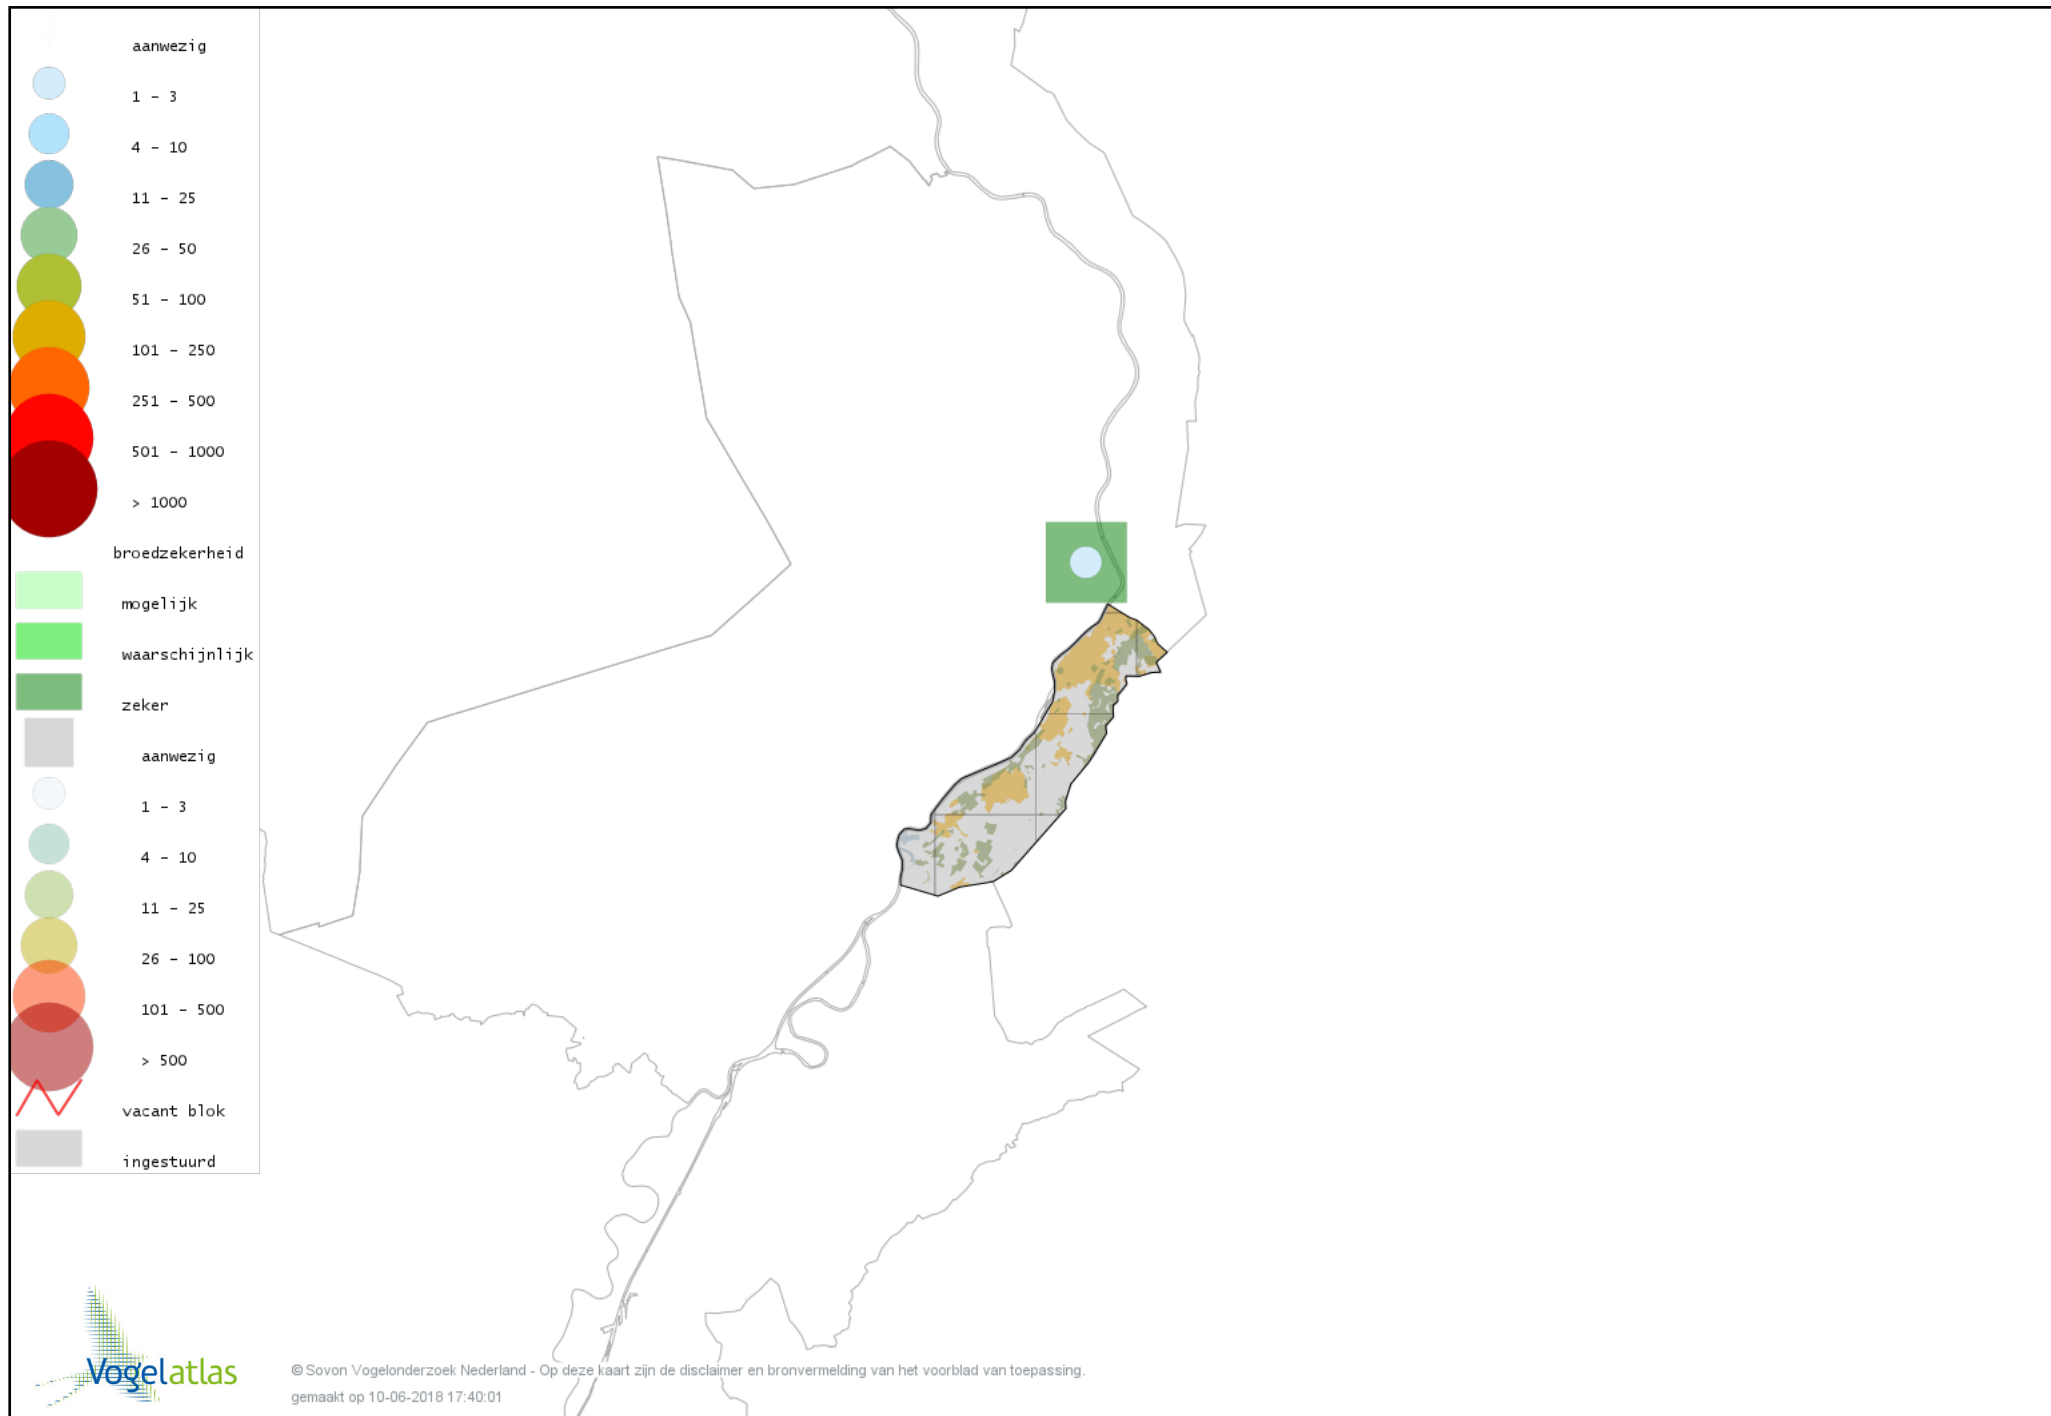 aanwezig
1 - 3
4 - 10
11 - 25
26 - 50
51 - 100
101 - 250
251 - 500
501 - 1000
> 1000
broedzekerheid
mogelijk
waarschijnlijk
zeker
aanwezig
1 - 3
4 - 10
11 - 25
26 - 100
101 - 500
> 500
vacant blok
ingestuurd
Vogelatlas
© Sovon Vogelonderzoek Nederland - Op deze kaart zijn de disclaimer en bronvermelding van het voorblad van toepassing.
gemaakt op 10-06-2018 17:40:01